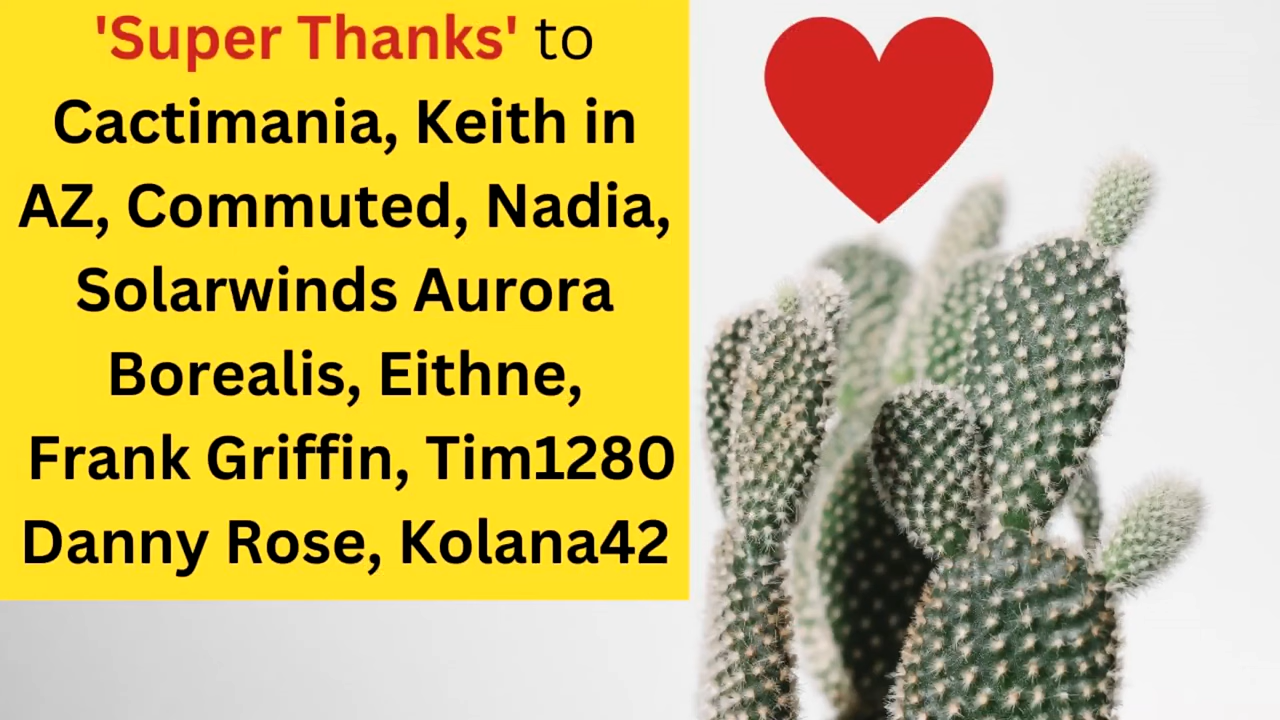 'Super Thanks' to
Cactimania, Keith in
AZ, Commuted, Nadia,
Solarwinds Aurora
Borealis, Eithne,
Frank Griffin, Tim1280
Danny Rose, Kolana42